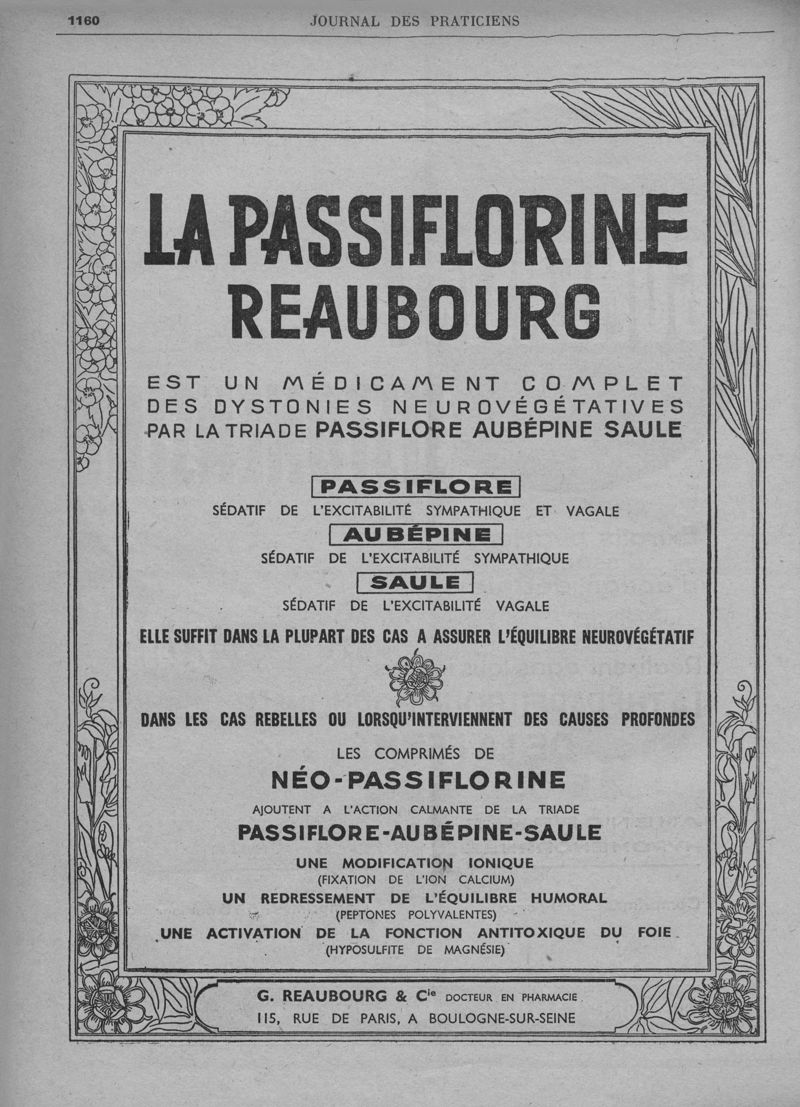 1160
JOURNAL DES PRATICIENS
LA PASSIFLORINE
REAUBOURG
EST UN MÉDICAMENT COMPLET
DES DYSTONIES NEUROVÉGÉTATIVES
PAR LA TRIADE PASSIFLORE AUBÉPINE SAULE
PASSIFLORE
SÉDATIF DE L'EXCITABILITÉ SYMPATHIQUE ET VAGALE
AUBÉPINE
SÉDATIF DE L'EXCITABILITÉ SYMPATHIQUE
SAULE
SÉDATIF DE L'EXCITABILITÉ VAGALE
ELLE SUFFIT DANS LA PLUPART DES CAS A ASSURER L'ÉQUILIBRE NEUROVÉGÉTATIF
DANS LES CAS REBELLES OU LORSQU'INTERVIENNENT DES CAUSES PROFONDES
LES COMPRIMÉS DE
NÉO-PASSIFLORINE
AJOUTENT A L'ACTION CALMANTE DE LA TRIADE
PASSIFLORE-AUBÉPINE-SAULE
UNE MODIFICATION IONIQUE
(FIXATION DE L'ION CALCIUM)
UN REDRESSEMENT DE L'ÉQUILIBRE HUMORAL
(PEPTONES POLYVALENTES)
UNE ACTIVATION DE LA FONCTION ANTITOXIQUE DU FOIE
(HYPOSULFITE DE MAGNÉSIE)
G. REAUBOURG & Cie DOCTEUR EN PHARMACIE
115, RUE DE PARIS, A BOULOGNE-SUR-SEINE